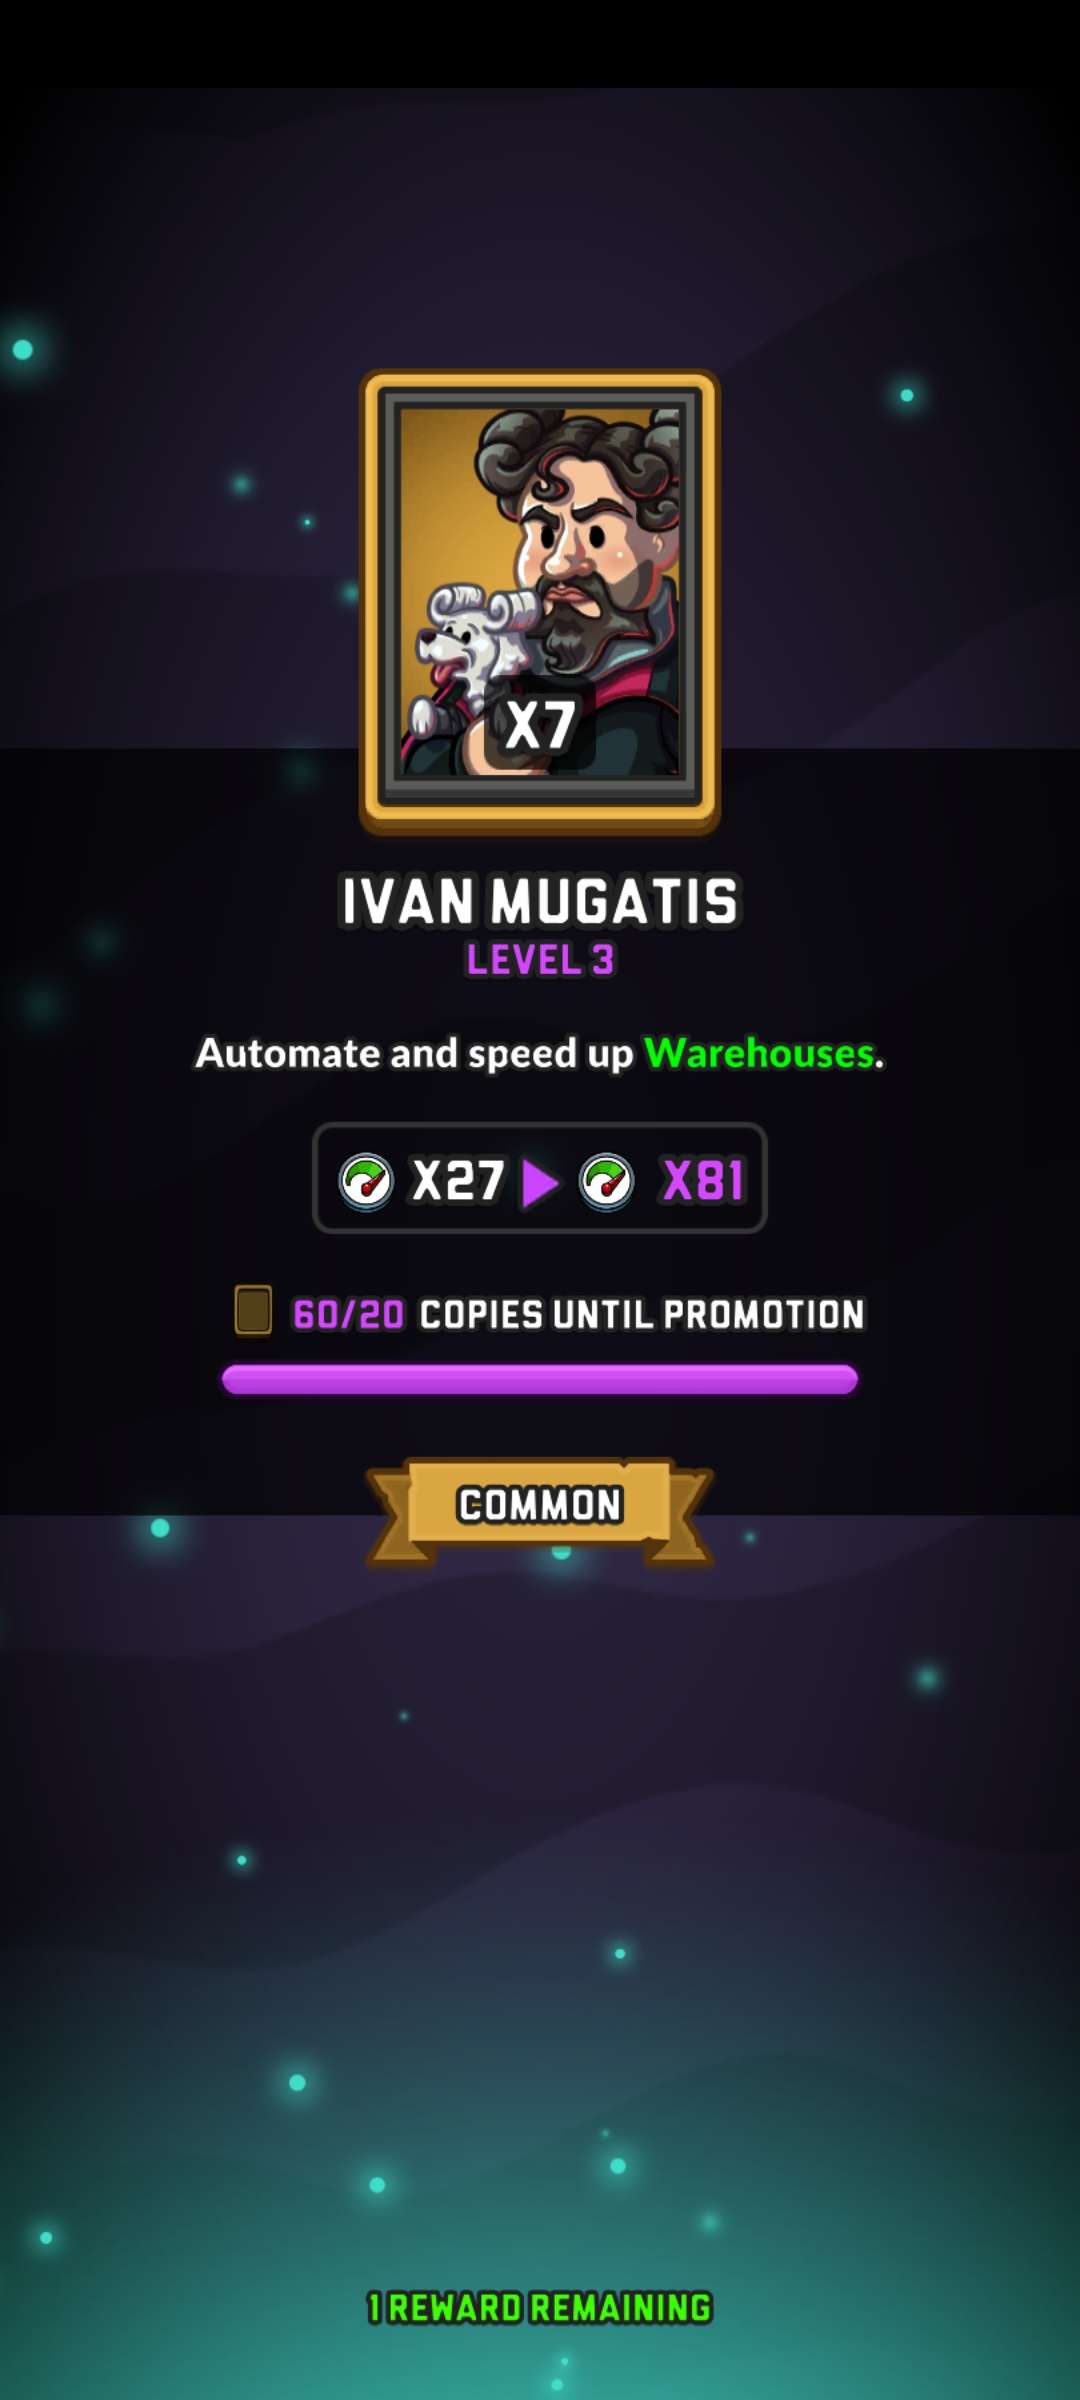 X7
IVAN MUGATIS
LEVEL 3
Automate and speed up Warehouses.
X27 X81
60/20 COPIES UNTIL PROMOTION
COMMON
1 REWARD REMAINING